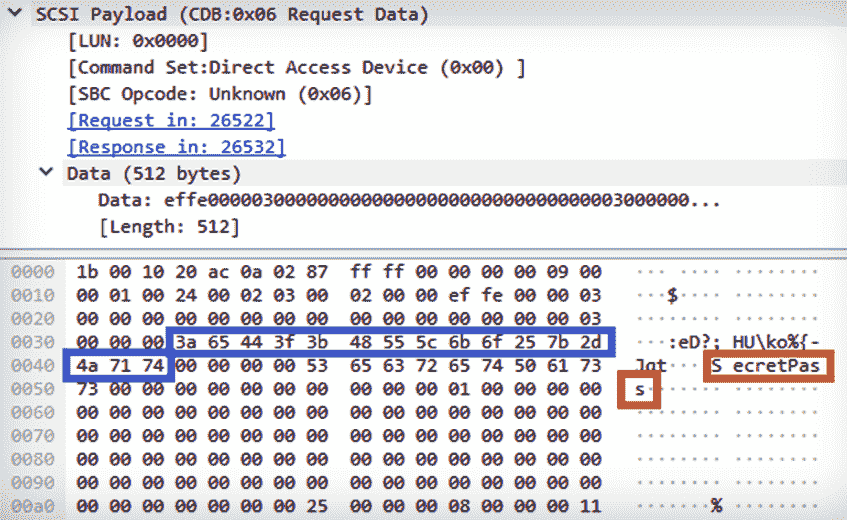 SCSI Payload (CDB:0x06 Request Data)
[LUN: 0x0000]
[Command Set:Direct Access Device (0x00) ]
[SBC Opcode: Unknown (0x06)]
[Request in: 26522]
[Response in: 26532]
Data (512 bytes)
Data: effe00000300000000000000000000000000000003000000...
[Length: 512]
0000 1b 00 10 20 ac 0a 02 87 ff ff 00 00 00 00 09 00 ··· ···· ········
0010 00 01 00 24 00 02 03 00 02 00 00 ef fe 00 00 03 ···$···· ········
0020 00 00 00 00 00 00 00 00 00 00 00 00 00 00 00 03 ········ ········
0030 00 00 00 3a 65 44 3f 3b 48 55 5c 6b 6f 25 7b 2d ···:eD?; HU\ko%{-
0040 4a 71 74 00 00 00 00 53 65 63 72 65 74 50 61 73 Jqt····S ecretPas
0050 73 00 00 00 00 00 00 00 00 01 00 00 00 00 00 s······· ········
0060 00 00 00 00 00 00 00 00 00 00 00 00 00 00 00 00 ········ ········
0070 00 00 00 00 00 00 00 00 00 00 00 00 00 00 00 00 ········ ········
0080 00 00 00 00 00 00 00 00 00 00 00 00 00 00 00 00 ········ ········
0090 00 00 00 00 00 00 00 00 00 00 00 00 00 00 00 00 ········ ········
00a0 00 00 00 00 00 00 00 25 00 00 00 08 00 00 00 11 ·······% ········